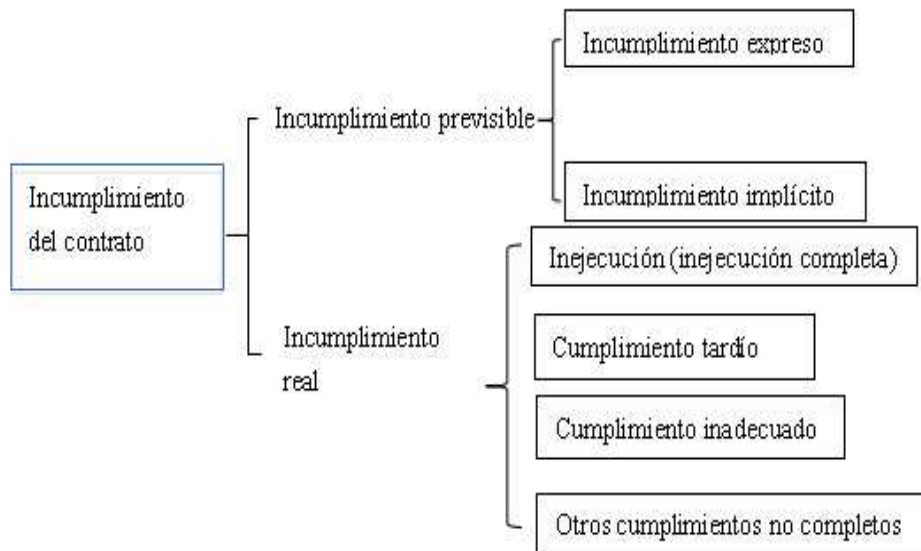 Incumplimiento
del contrato
Incumplimiento previsible
Incumplimiento expreso
Incumplimiento implícito
Incumplimiento
real
Inejecución (inejecución completa)
Cumplimiento tardío
Cumplimiento inadecuado
Otros cumplimientos no completos